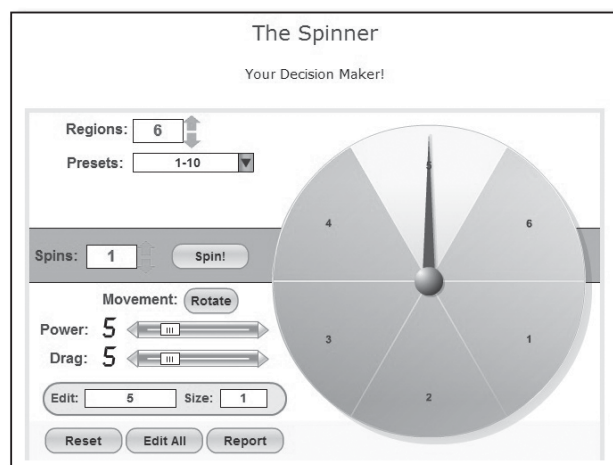 The Spinner
Your Decision Maker!
Regions: 6
Presets: 1-10
Spins: 1 Spin!
Movement: Rotate
Power: 5
Drag: 5
Edit: 5 Size: 1
Reset Edit All Report
5
4 6
3 1
2